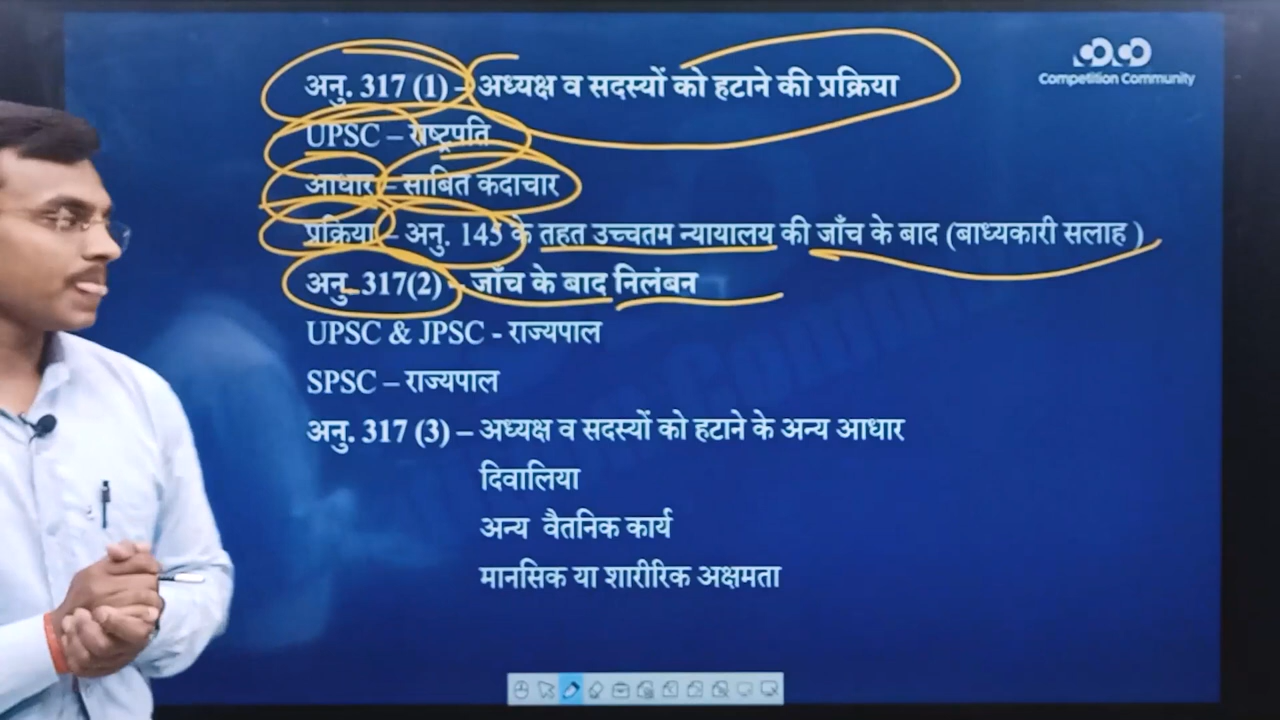 Competition Community
अनु. 317 (1) – अध्यक्ष व सदस्यों को हटाने की प्रक्रिया
UPSC – राष्ट्रपति
आधार – साबित कदाचार
प्रक्रिया – अनु. 145 के तहत उच्चतम न्यायालय की जाँच के बाद (बाध्यकारी सलाह )
अनु. 317(2) – जाँच के बाद निलंबन
UPSC & JPSC - राज्यपाल
SPSC – राज्यपाल
अनु. 317 (3) – अध्यक्ष व सदस्यों को हटाने के अन्य आधार
दिवालिया
अन्य वैतनिक कार्य
मानसिक या शारीरिक अक्षमता